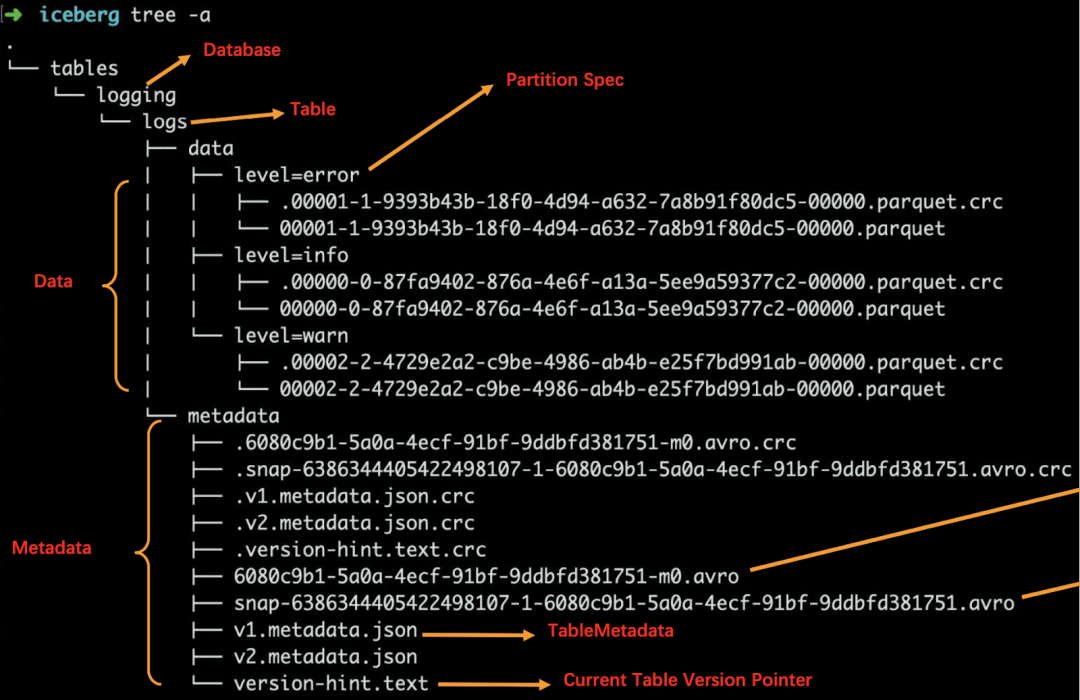 ➜ iceberg tree -a
.
└── tables
Database
└── logging
Partition Spec
└── logs
Table
├── data
│ ├── level=error
│ │ ├── .00001-1-9393b43b-18f0-4d94-a632-7a8b91f80dc5-00000.parquet.crc
│ │ └── 00001-1-9393b43b-18f0-4d94-a632-7a8b91f80dc5-00000.parquet
│ ├── level=info
Data
│ │ ├── .00000-0-87fa9402-876a-4e6f-a13a-5ee9a59377c2-00000.parquet.crc
│ │ └── 00000-0-87fa9402-876a-4e6f-a13a-5ee9a59377c2-00000.parquet
│ └── level=warn
│ ├── .00002-2-4729e2a2-c9be-4986-ab4b-e25f7bd991ab-00000.parquet.crc
│ └── 00002-2-4729e2a2-c9be-4986-ab4b-e25f7bd991ab-00000.parquet
└── metadata
├── .6080c9b1-5a0a-4ecf-91bf-9ddbfd381751-m0.avro.crc
├── .snap-6386344405422498107-1-6080c9b1-5a0a-4ecf-91bf-9ddbfd381751.avro.crc
├── .v1.metadata.json.crc
├── .v2.metadata.json.crc
Metadata
├── .version-hint.text.crc
├── 6080c9b1-5a0a-4ecf-91bf-9ddbfd381751-m0.avro
├── snap-6386344405422498107-1-6080c9b1-5a0a-4ecf-91bf-9ddbfd381751.avro
├── v1.metadata.json
TableMetadata
├── v2.metadata.json
└── version-hint.text
Current Table Version Pointer